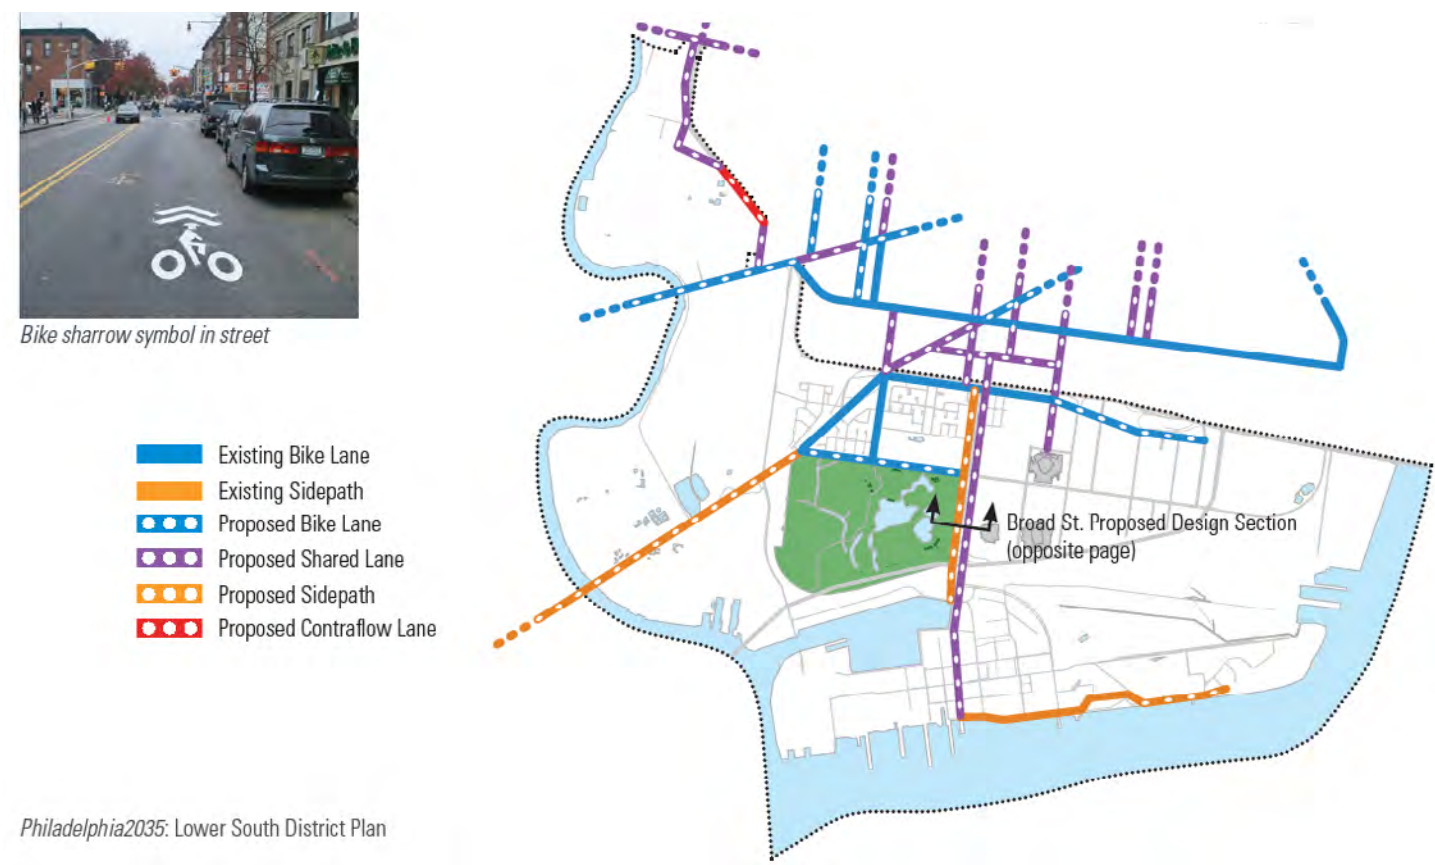 Bike sharrow symbol in street
Existing Bike Lane
Existing Sidepath
Proposed Bike Lane
Proposed Shared Lane
Proposed Sidepath
Proposed Contraflow Lane
Broad St. Proposed Design Section
(opposite page)
Philadelphia2035: Lower South District Plan